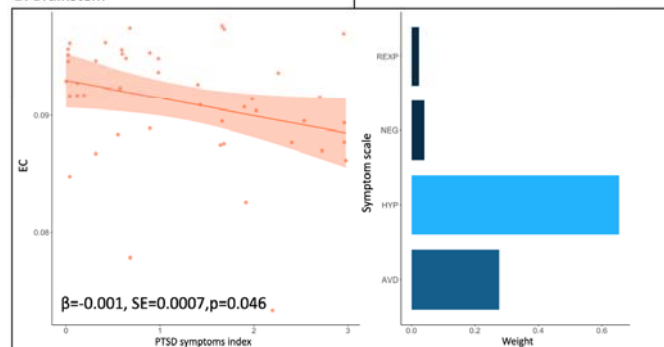 EC
0.09
0.08
β=-0.001, SE=0.0007,p=0.046
0
1
2
3
PTSD symptoms index
Symptom scale
REXP
NEG
HYP
AVD
0.0
0.2
0.4
0.6
Weight